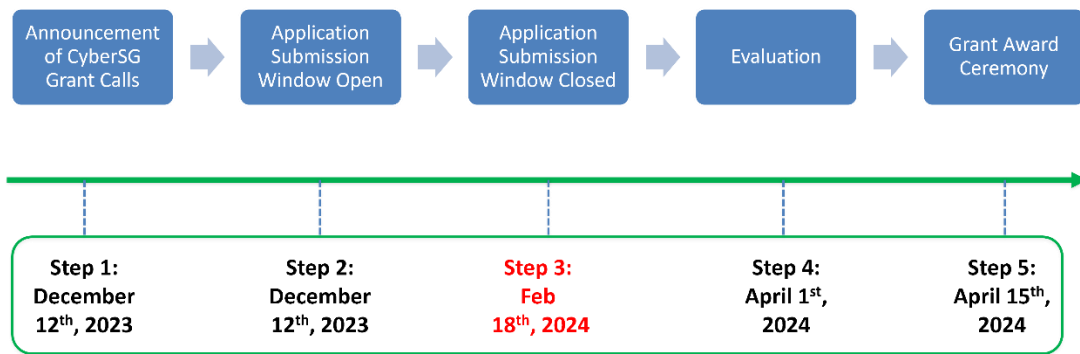 Announcement
of CyberSG
Grant Calls
Application
Submission
Window Open
Application
Submission
Window Closed
Evaluation
Grant Award
Ceremony
Step 1:
December
12th, 2023
Step 2:
December
12th, 2023
Step 3:
Feb
18th, 2024
Step 4:
April 1st,
2024
Step 5:
April 15th,
2024